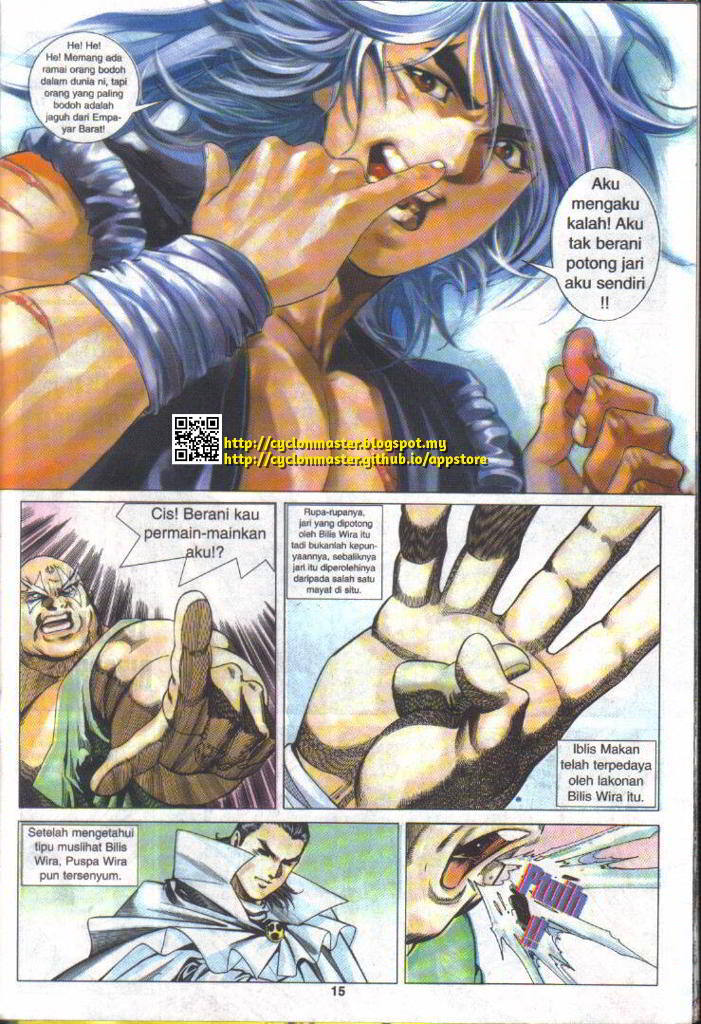 He! He!
He! Memang ada
ramai orang bodoh
dalam dunia ni, tapi
orang yang paling
bodoh adalah
jaguh dari Empa-
yar Barat!
Aku
mengaku
kalah! Aku
tak berani
potong jari
aku sendiri
!!
http://cyclonmaster.blogspot.my
http://cyclonmaster.github.io/appstore
Cis! Berani kau
permain-mainkan
aku!?
Rupa-rupanya,
jari yang dipotong
oleh Bilis Wira itu
tadi bukanlah kepun-
yaannya, sebaliknya
jari itu diperolehinya
daripada salah satu
mayat di situ.
Iblis Makan
telah terpedaya
oleh lakonan
Bilis Wira itu.
Setelah mengetahui
tipu muslihat Bilis
Wira, Puspa Wira
pun tersenyum.
15